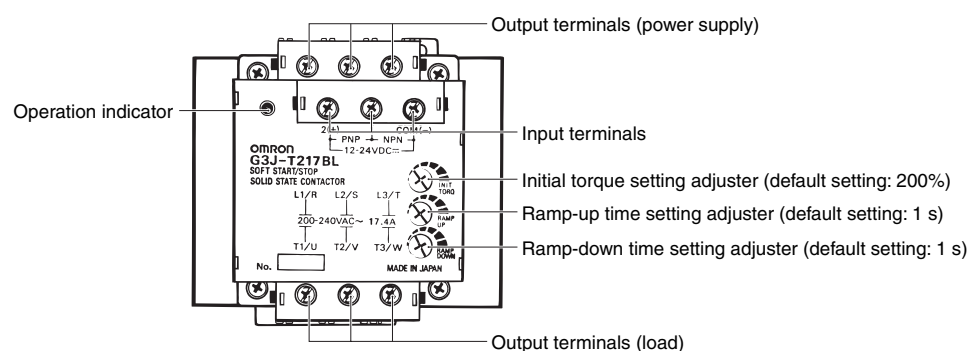 Output terminals (power supply)
Operation indicator
2(+) COM(−)
PNP NPN
12-24VDC
Input terminals
OMRON
G3J-T217BL
SOFT START/STOP
SOLID STATE CONTACTOR
INIT
TORQ
Initial torque setting adjuster (default setting: 200%)
L1/R L2/S L3/T
RAMP
UP
Ramp-up time setting adjuster (default setting: 1 s)
200-240VAC~ 17.4A
T1/U T2/V T3/W
RAMP
DOWN
Ramp-down time setting adjuster (default setting: 1 s)
No. MADE IN JAPAN
Output terminals (load)